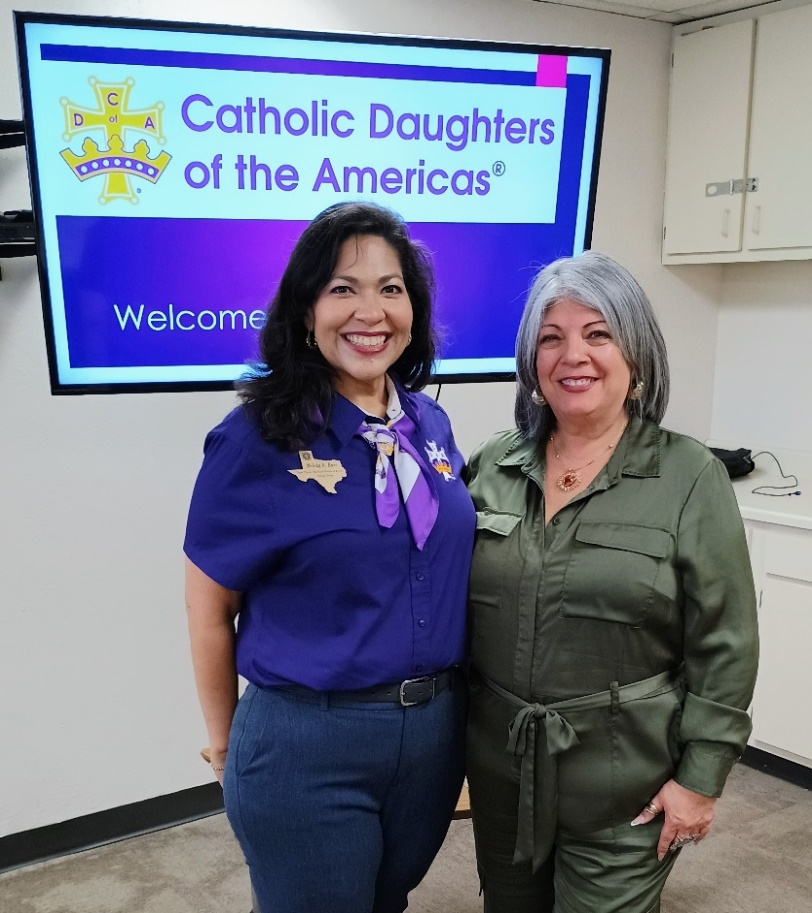 C
D of A
®
Catholic Daughters
of the Americas®
Welcome